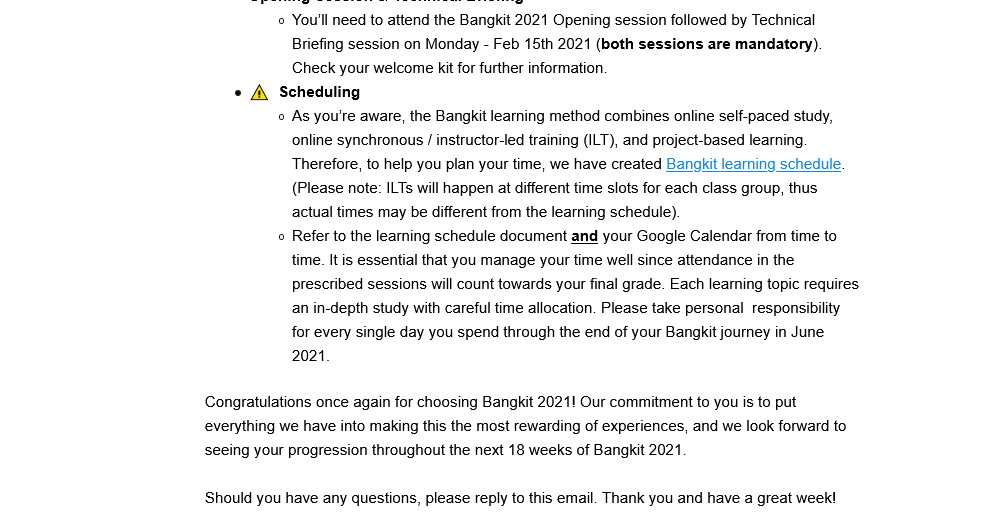 o You’ll need to attend the Bangkit 2021 Opening session followed by Technical
Briefing session on Monday - Feb 15th 2021 (both sessions are mandatory).
Check your welcome kit for further information.
• ⚠ Scheduling
o As you’re aware, the Bangkit learning method combines online self-paced study,
online synchronous / instructor-led training (ILT), and project-based learning.
Therefore, to help you plan your time, we have created Bangkit learning schedule.
(Please note: ILTs will happen at different time slots for each class group, thus
actual times may be different from the learning schedule).
o Refer to the learning schedule document and your Google Calendar from time to
time. It is essential that you manage your time well since attendance in the
prescribed sessions will count towards your final grade. Each learning topic requires
an in-depth study with careful time allocation. Please take personal  responsibility
for every single day you spend through the end of your Bangkit journey in June
2021.
Congratulations once again for choosing Bangkit 2021! Our commitment to you is to put
everything we have into making this the most rewarding of experiences, and we look forward to
seeing your progression throughout the next 18 weeks of Bangkit 2021.
Should you have any questions, please reply to this email. Thank you and have a great week!